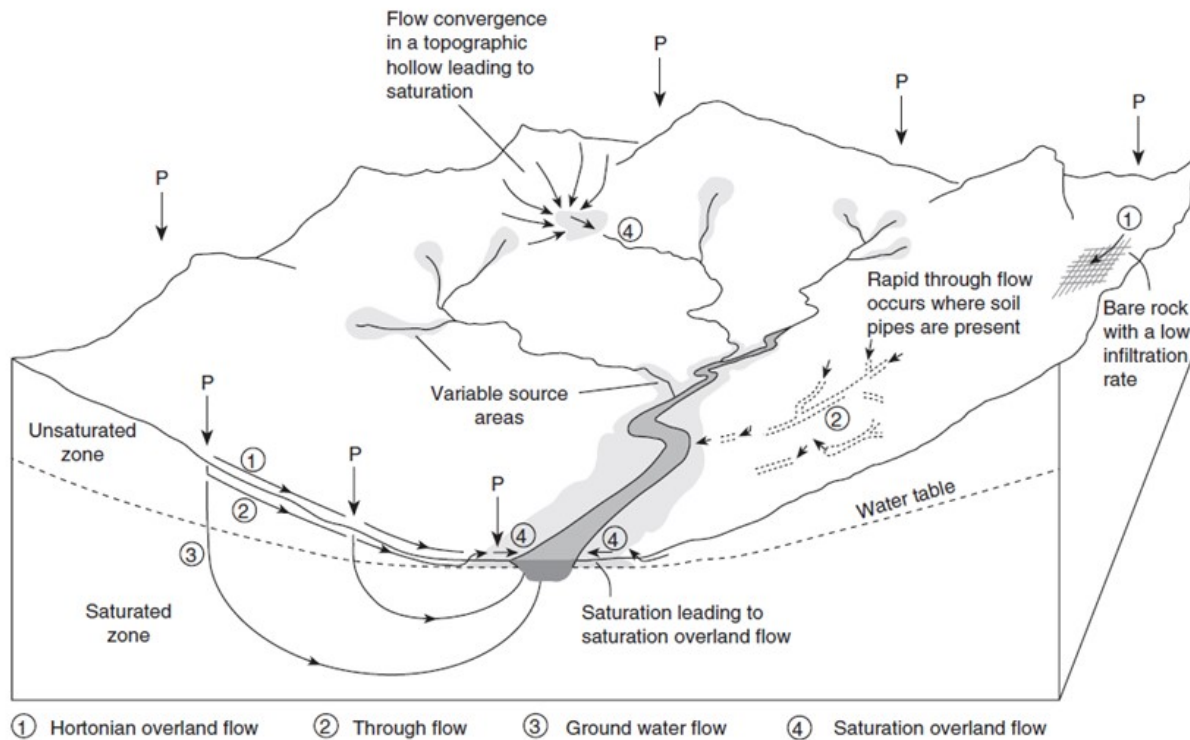 Flow convergence
in a topographic
hollow leading to
saturation
P
P
P
P
P
4
1
Rapid through flow
occurs where soil
pipes are present
Bare rock
with a low
infiltration
rate
Variable source
areas
2
P
Unsaturated
zone
1
2
P
P
4
4
Water table
3
Saturated
zone
Saturation leading to
saturation overland flow
1 Hortonian overland flow 2 Through flow 3 Ground water flow 4 Saturation overland flow